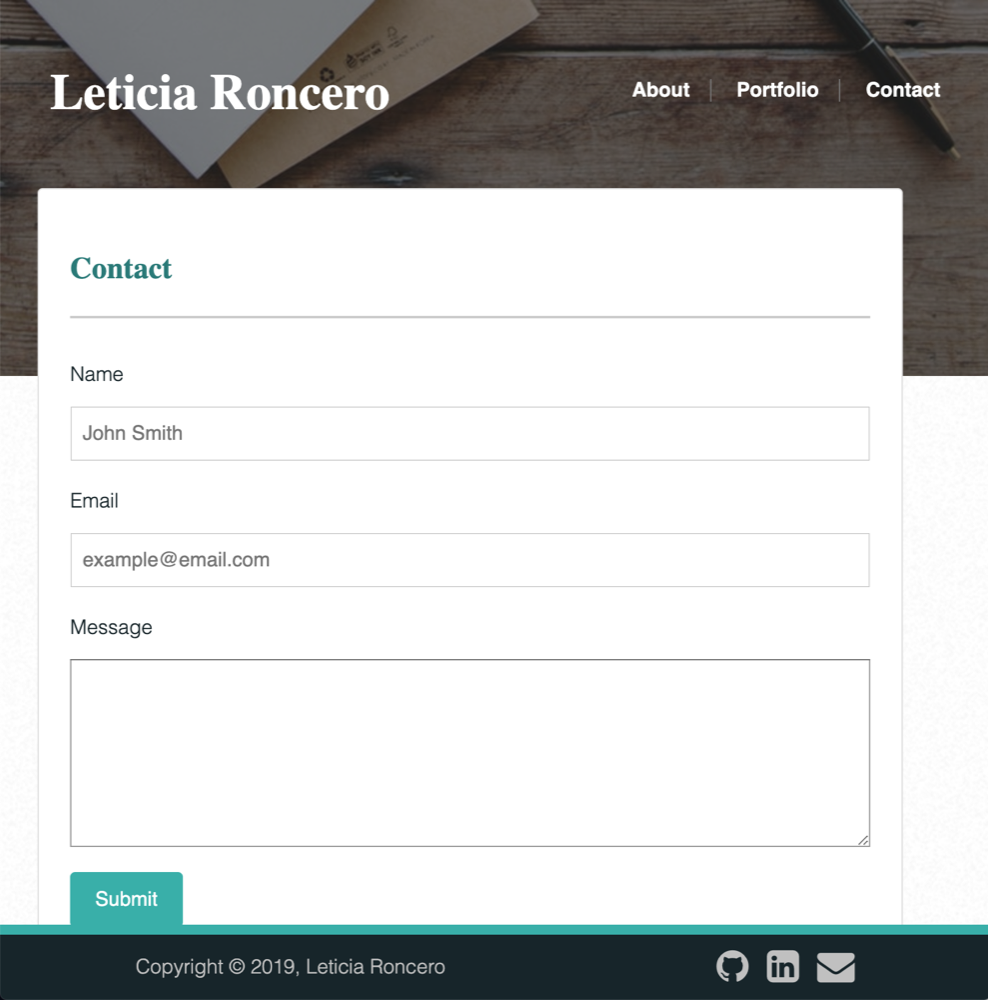 Leticia Roncero
About
Portfolio
Contact
Contact
Name
John Smith
Email
example@email.com
Message
Submit
Copyright © 2019, Leticia Roncero